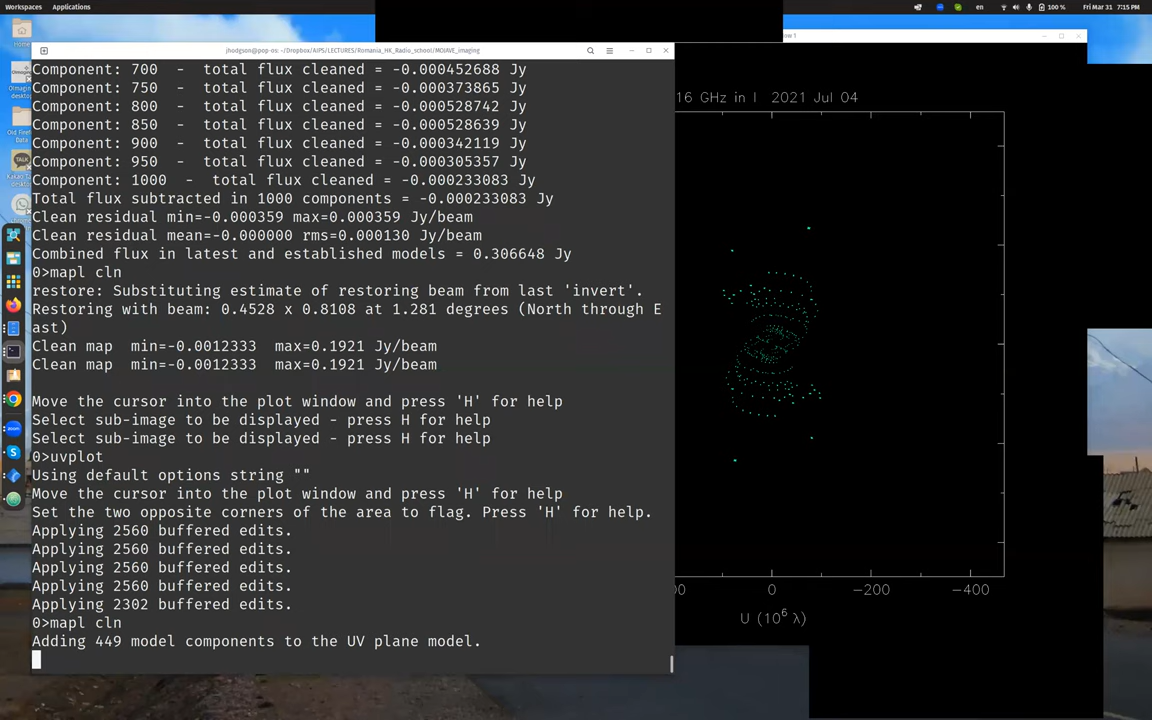 Workspaces Applications
en
100 %
Fri Mar 31 7:15 PM
Home
jhodgson@pop-os: ~/Dropbox/AIPS/LECTURES/Romania_HK_Radio_school/MOJAVE_imaging
Component: 700 - total flux cleaned = -0.000452688 Jy
Component: 750 - total flux cleaned = -0.000373865 Jy
Component: 800 - total flux cleaned = -0.000528742 Jy
Component: 850 - total flux cleaned = -0.000528639 Jy
Component: 900 - total flux cleaned = -0.000342119 Jy
Component: 950 - total flux cleaned = -0.000305357 Jy
Component: 1000 - total flux cleaned = -0.000233083 Jy
Total flux subtracted in 1000 components = -0.000233083 Jy
Clean residual min=-0.000359 max=0.000359 Jy/beam
Clean residual mean=-0.000000 rms=0.000130 Jy/beam
Combined flux in latest and established models = 0.306648 Jy
0>mapl cln
restore: Substituting estimate of restoring beam from last 'invert'.
Restoring with beam: 0.4528 x 0.8108 at 1.281 degrees (North through E
ast)
Clean map min=-0.0012333 max=0.1921 Jy/beam
Clean map min=-0.0012333 max=0.1921 Jy/beam
Move the cursor into the plot window and press 'H' for help
Select sub-image to be displayed - press H for help
Select sub-image to be displayed - press H for help
0>uvplot
Using default options string ""
Move the cursor into the plot window and press 'H' for help
Set the two opposite corners of the area to flag. Press 'H' for help.
Applying 2560 buffered edits.
Applying 2560 buffered edits.
Applying 2560 buffered edits.
Applying 2560 buffered edits.
Applying 2302 buffered edits.
0>mapl cln
Adding 449 model components to the UV plane model.
16 GHz in I 2021 Jul 04
00 0 −200 −400
U (10⁶ λ)